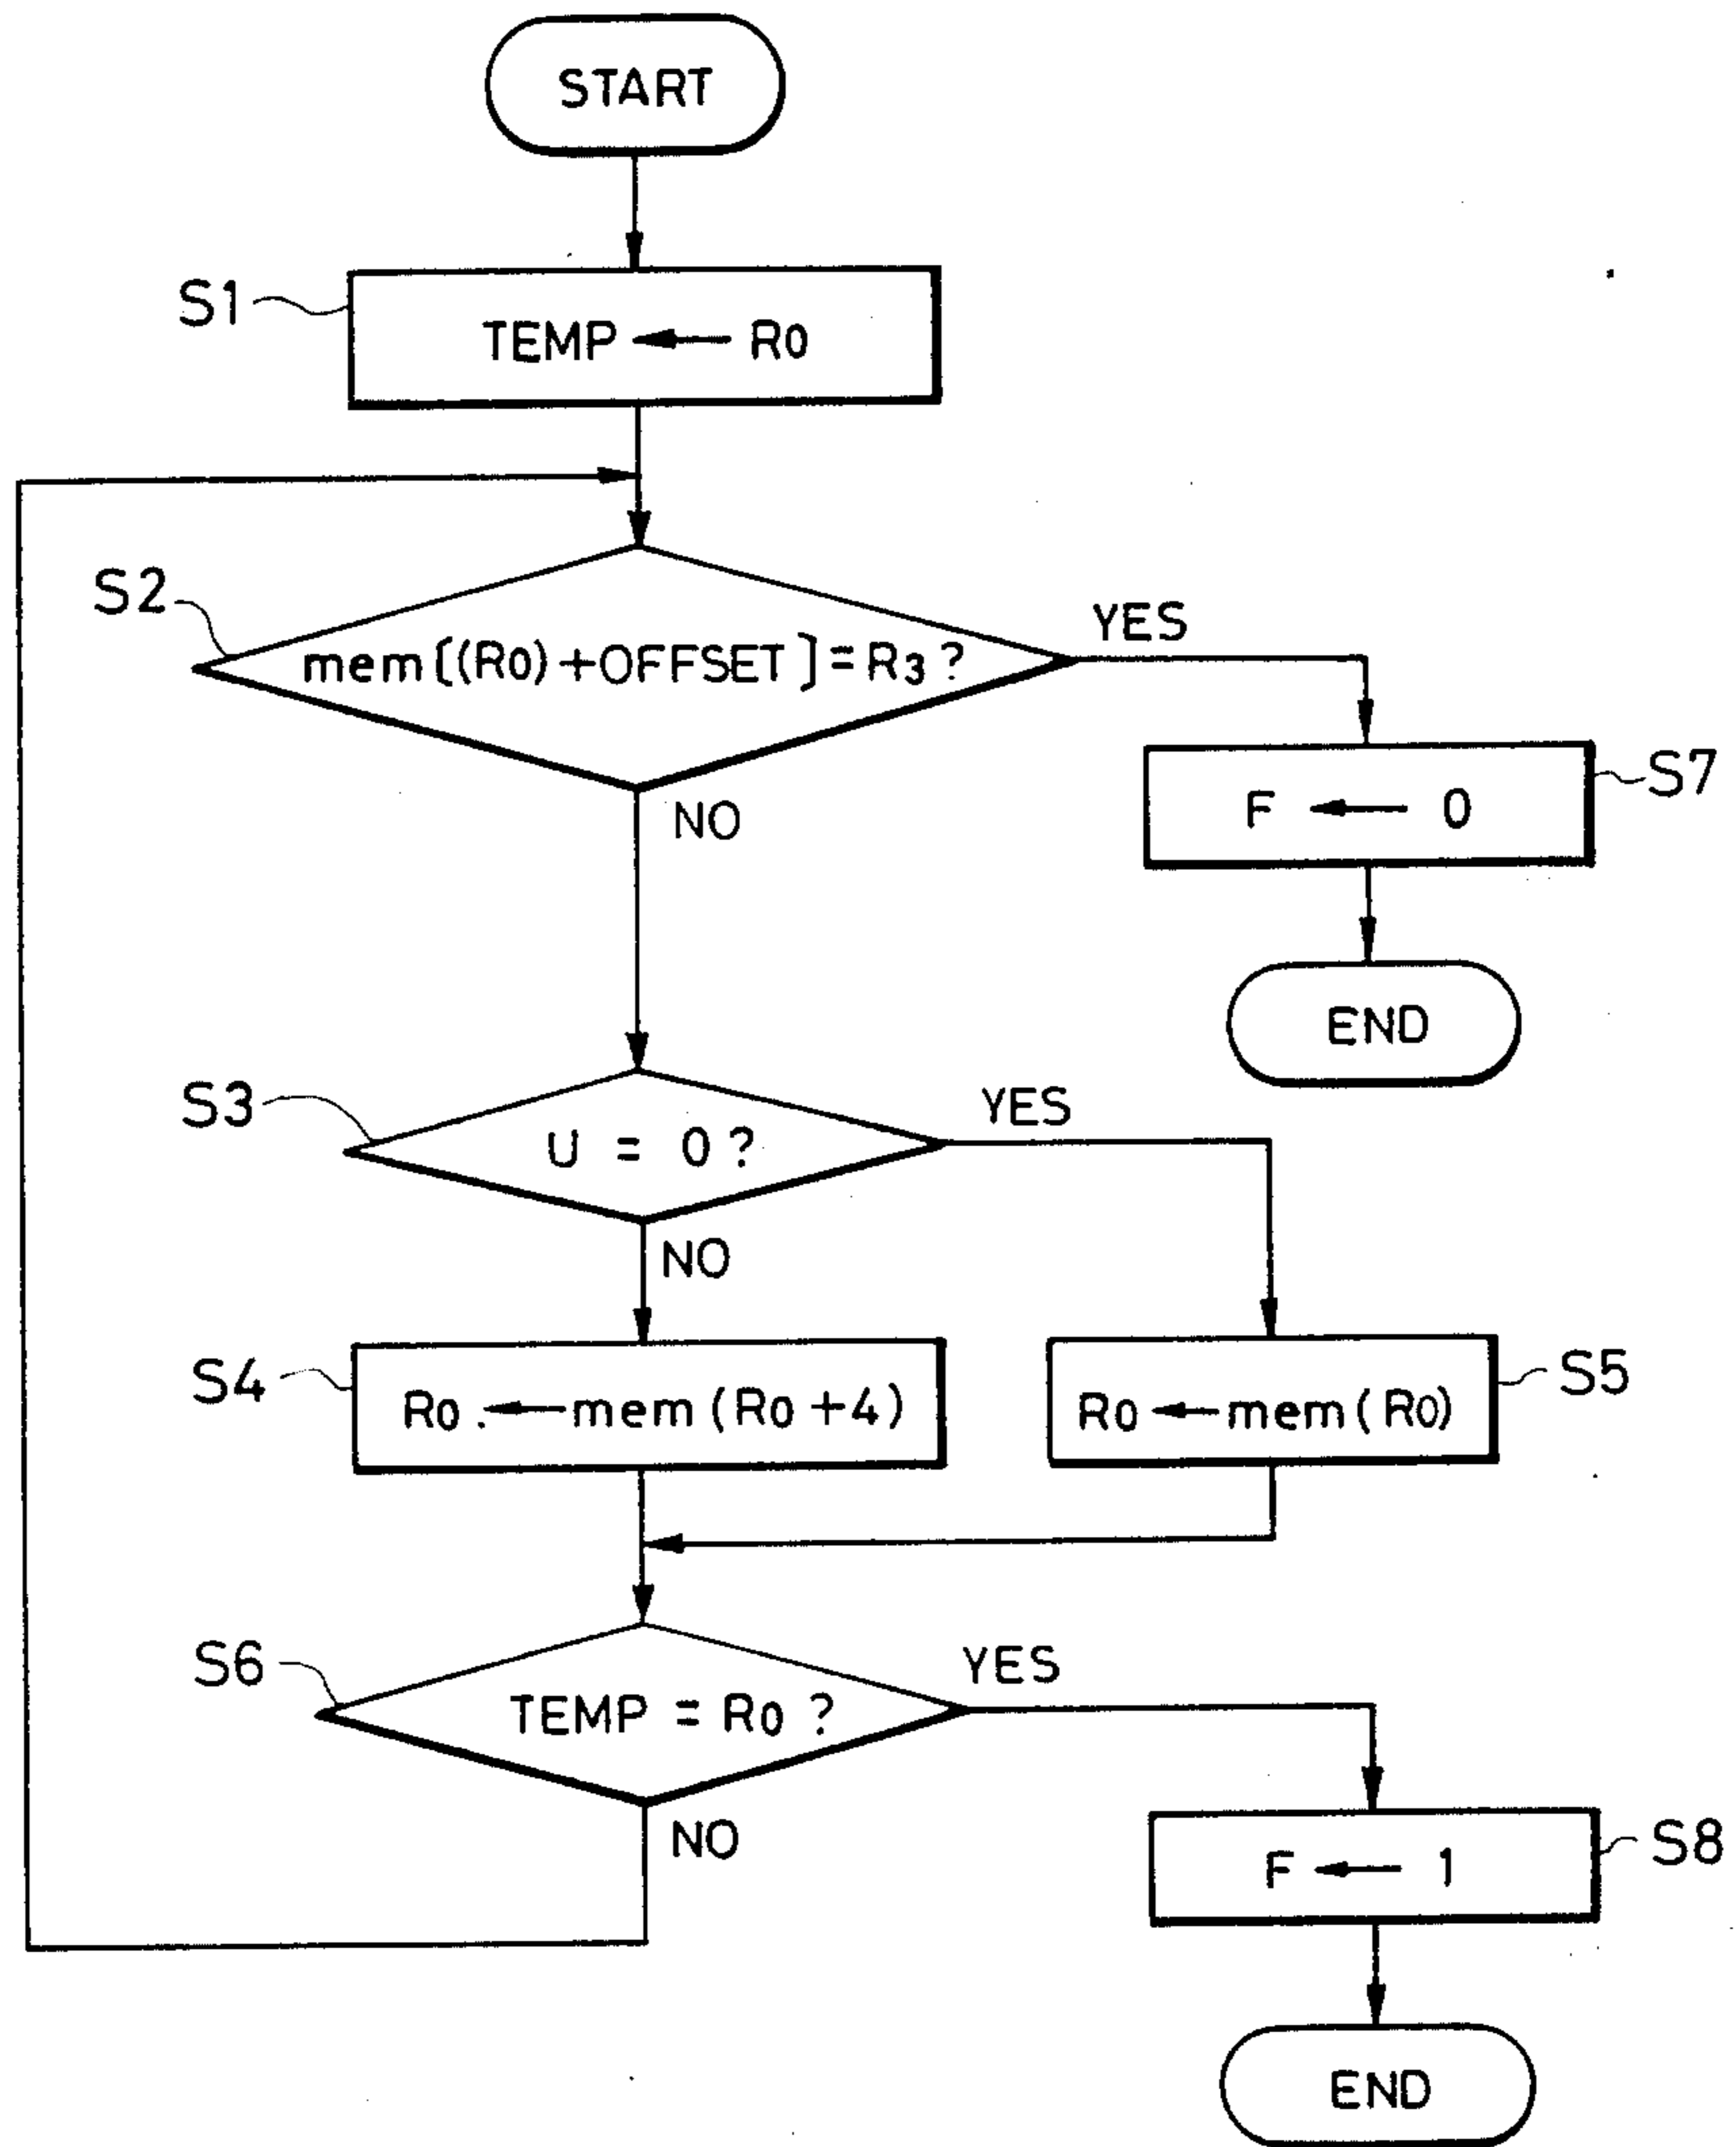 START
S1
TEMP ← R0
S2
mem[(R0)+OFFSET]=R3?
YES
NO
F ← 0
S7
END
S3
U = 0?
YES
NO
S4
R0 . ← mem(R0+4)
R0 ← mem(R0)
S5
S6
TEMP = R0?
YES
NO
F ← 1
S8
END